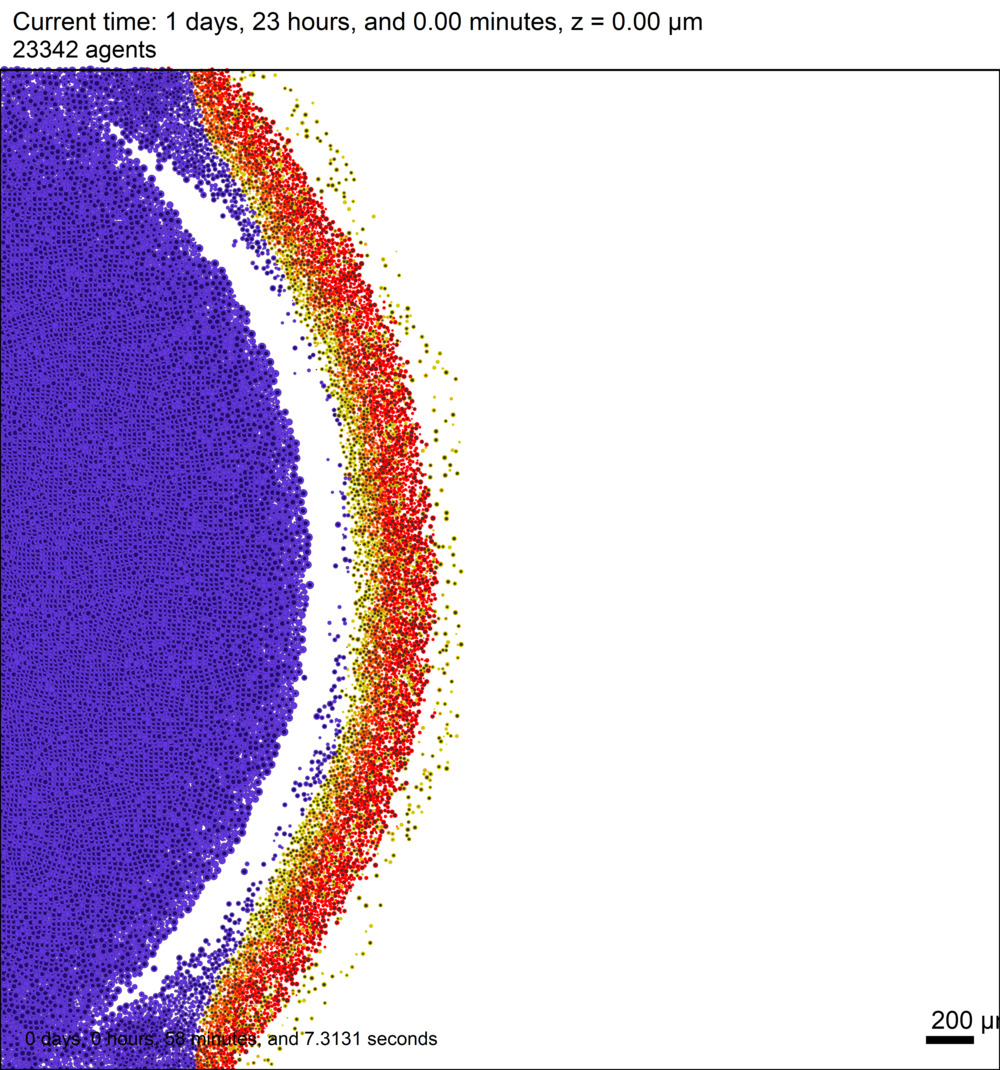 Current time: 1 days, 23 hours, and 0.00 minutes, z = 0.00 μm
23342 agents
0 days, 0 hours, 58 minutes, and 7.3131 seconds
200 μm